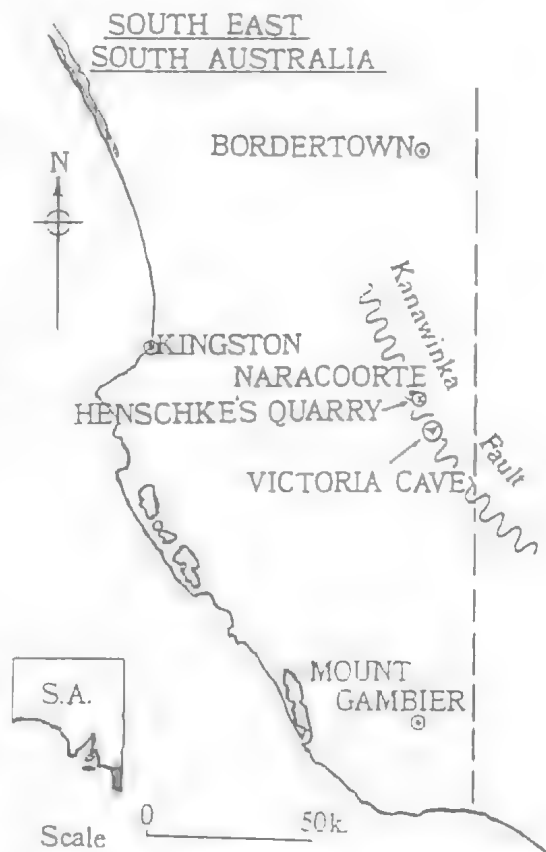 SOUTH EAST
SOUTH AUSTRALIA
BORDERTOWN
N
Kanawinka
KINGSTON
NARACOORTE
HENSCHKE'S QUARRY
Fault
VICTORIA CAVE
MOUNT
GAMBIER
S.A.
0 50k.
Scale